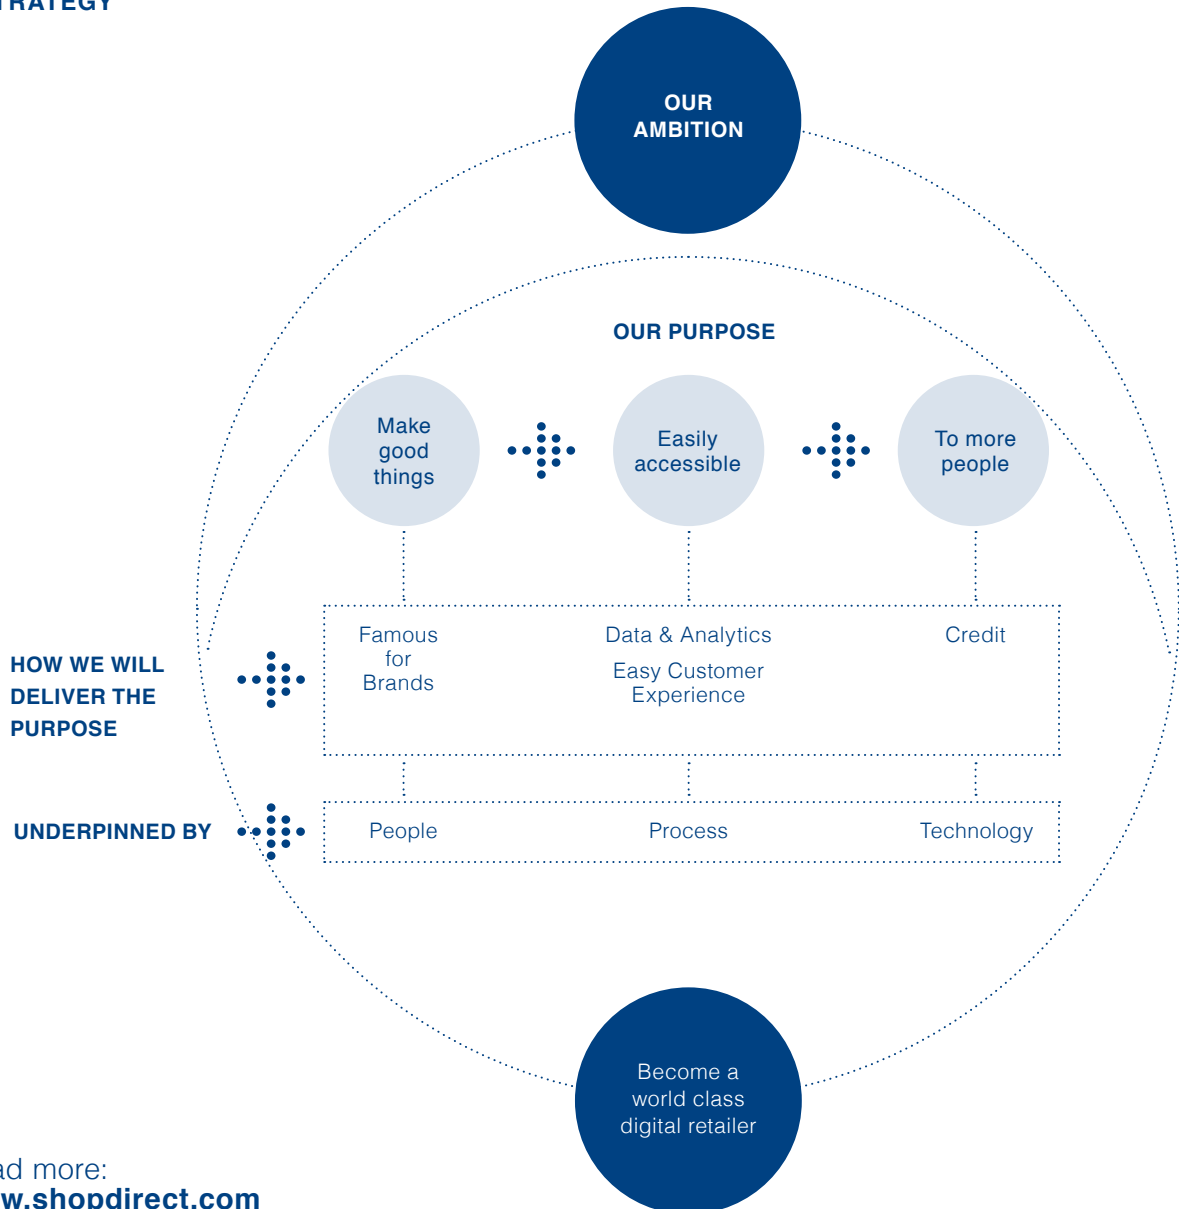 TRATEGY
OUR
AMBITION
OUR PURPOSE
Make
good
things
Easily
accessible
To more
people
HOW WE WILL
DELIVER THE
PURPOSE
Famous
for
Brands
Data & Analytics
Easy Customer
Experience
Credit
UNDERPINNED BY
People
Process
Technology
Become a
world class
digital retailer
ad more:
w.shopdirect.com